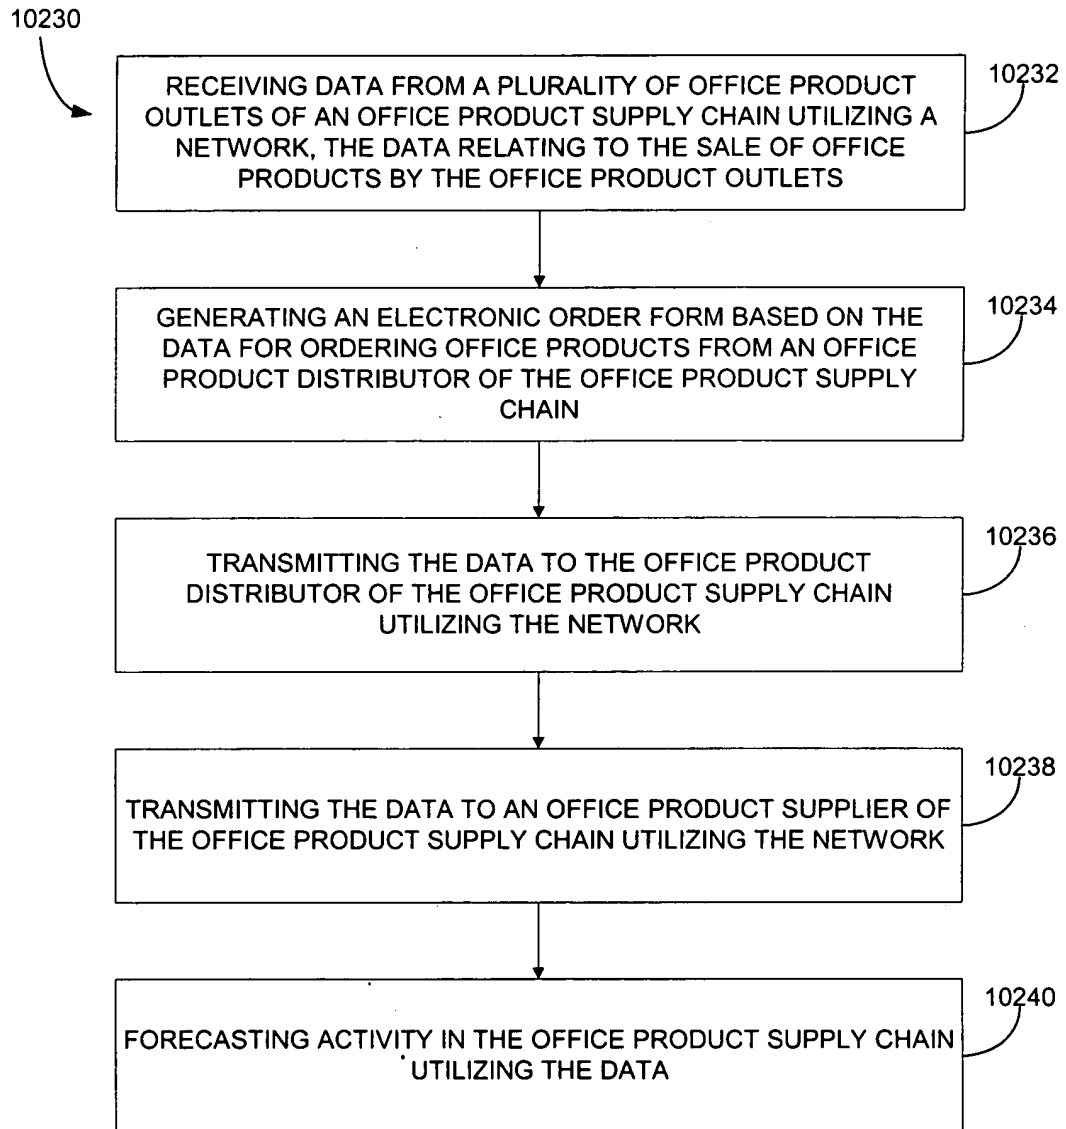 10230
10232
RECEIVING DATA FROM A PLURALITY OF OFFICE PRODUCT
OUTLETS OF AN OFFICE PRODUCT SUPPLY CHAIN UTILIZING A
NETWORK, THE DATA RELATING TO THE SALE OF OFFICE
PRODUCTS BY THE OFFICE PRODUCT OUTLETS
10234
GENERATING AN ELECTRONIC ORDER FORM BASED ON THE
DATA FOR ORDERING OFFICE PRODUCTS FROM AN OFFICE
PRODUCT DISTRIBUTOR OF THE OFFICE PRODUCT SUPPLY
CHAIN
10236
TRANSMITTING THE DATA TO THE OFFICE PRODUCT
DISTRIBUTOR OF THE OFFICE PRODUCT SUPPLY CHAIN
UTILIZING THE NETWORK
10238
TRANSMITTING THE DATA TO AN OFFICE PRODUCT SUPPLIER OF
THE OFFICE PRODUCT SUPPLY CHAIN UTILIZING THE NETWORK
10240
FORECASTING ACTIVITY IN THE OFFICE PRODUCT SUPPLY CHAIN
UTILIZING THE DATA